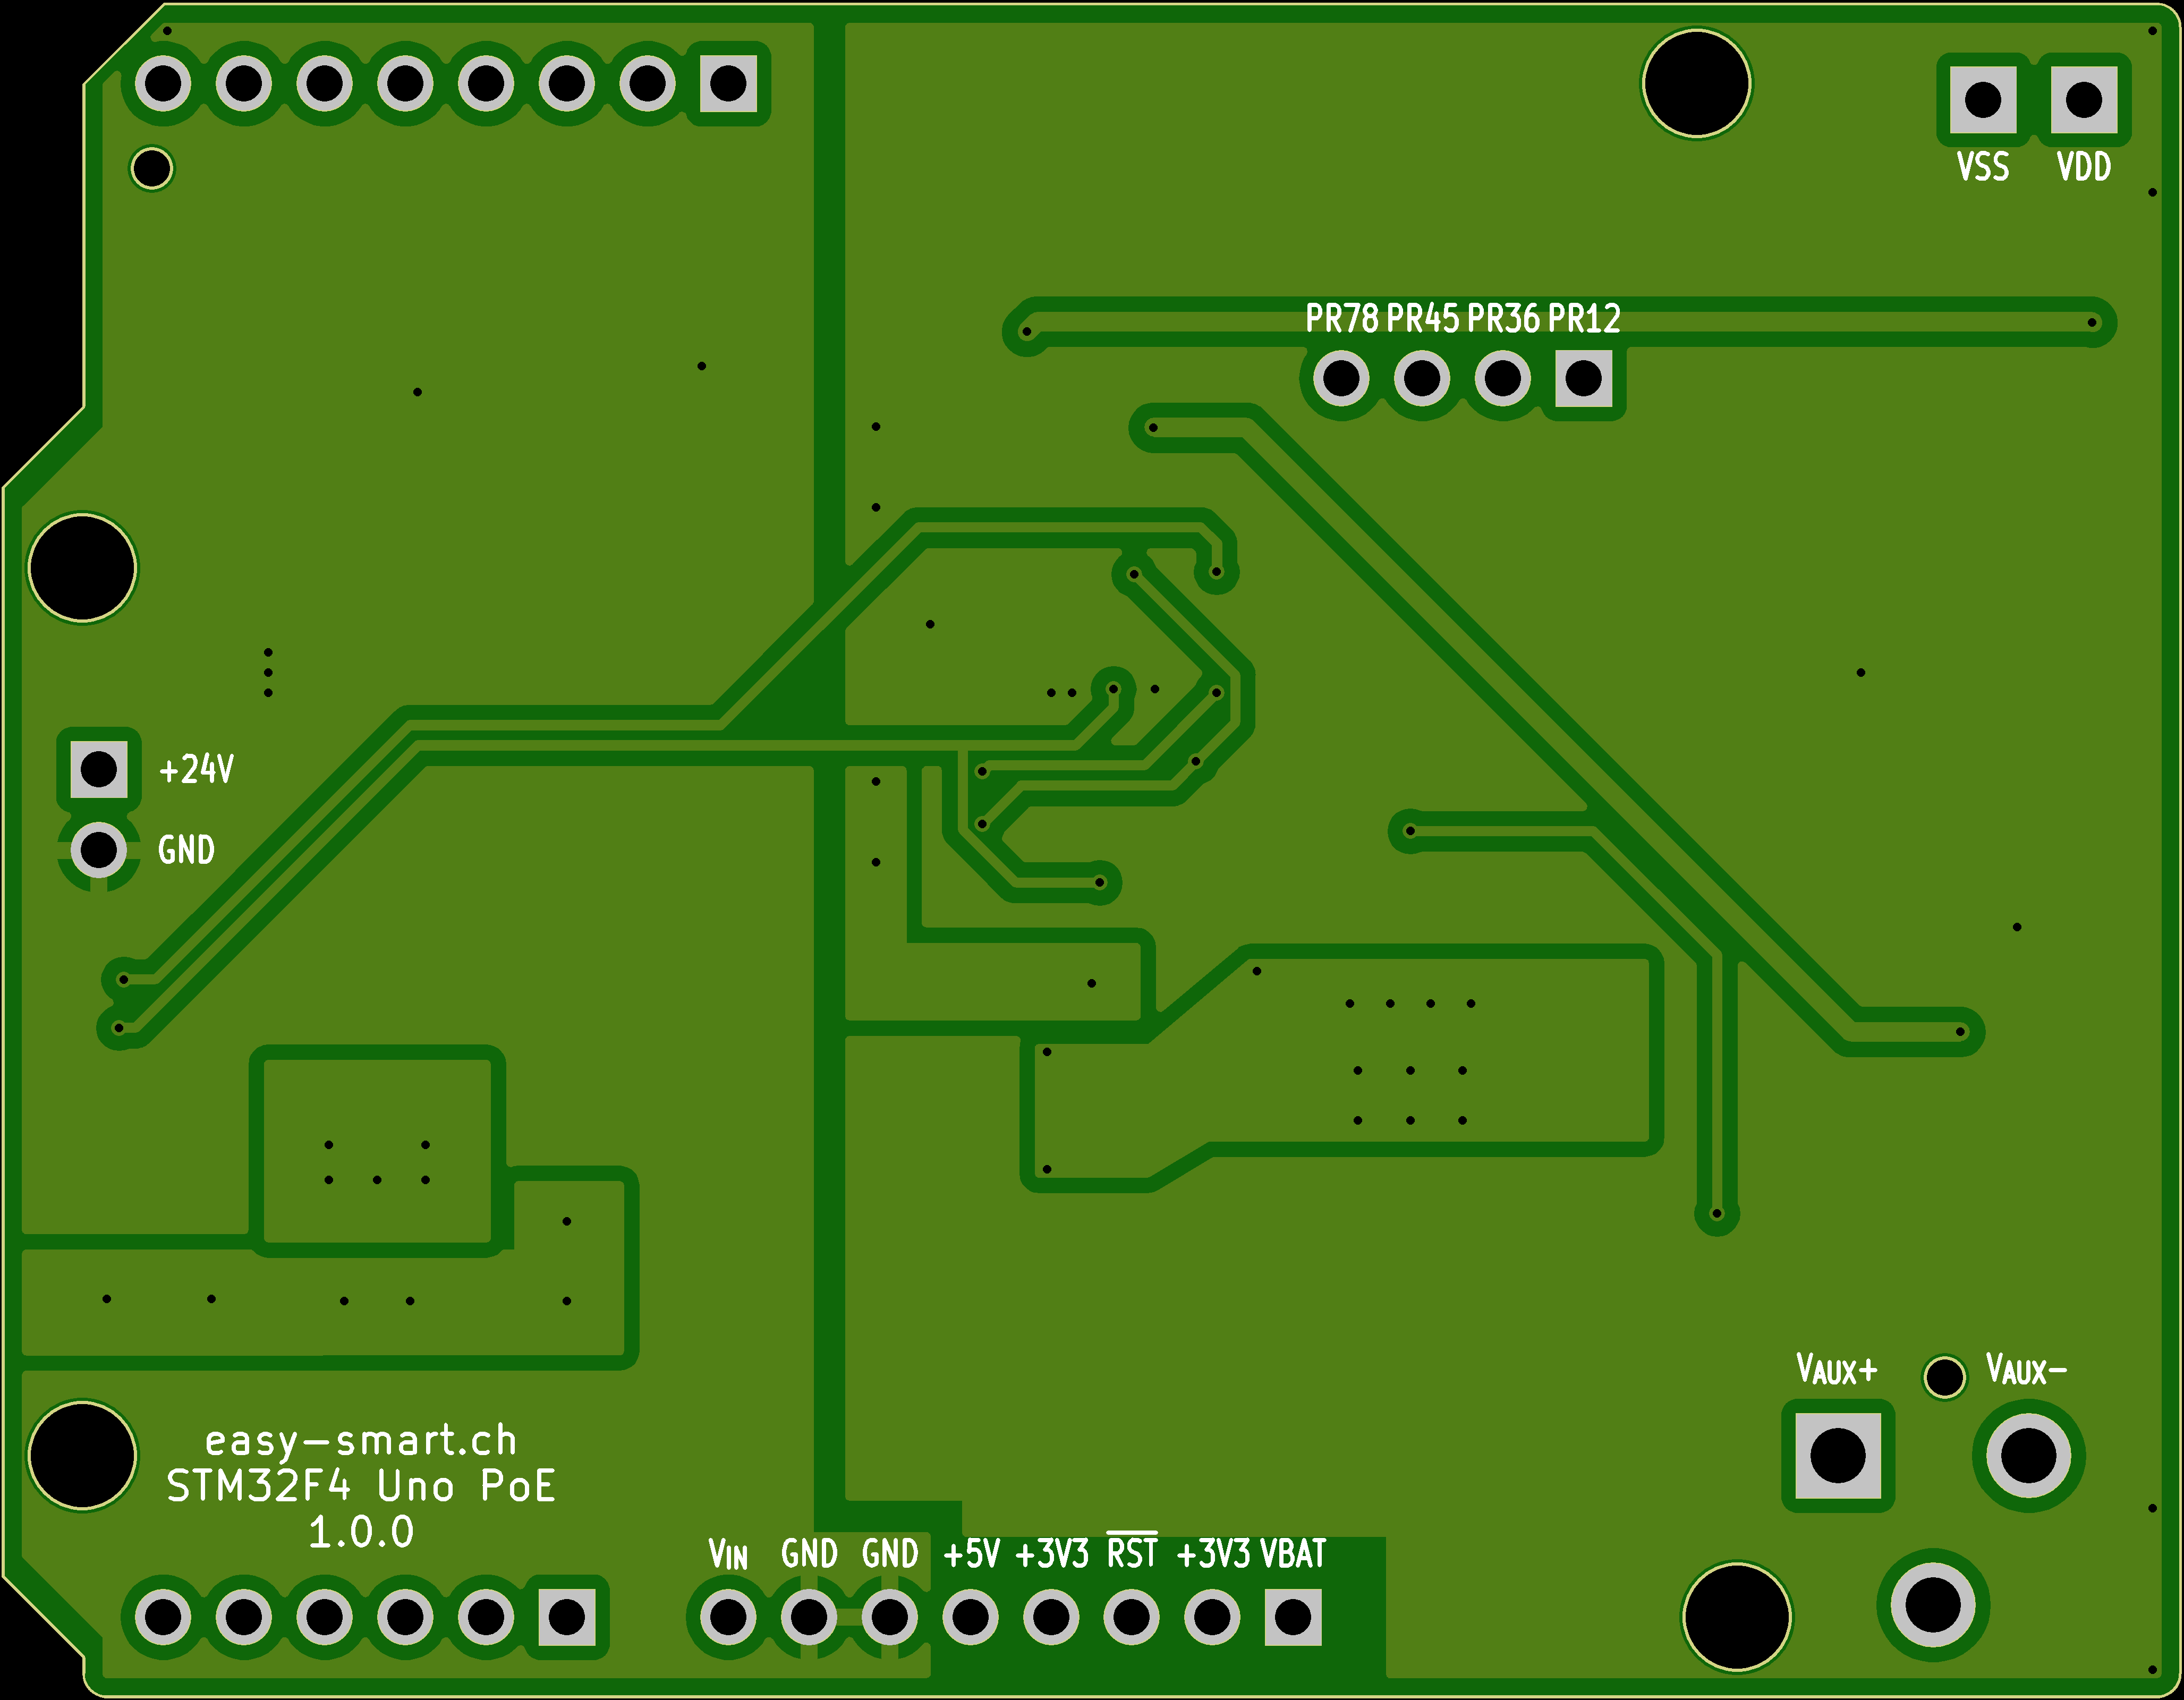 VSS VDD
PR78 PR45 PR36 PR12
+24V
GND
VAUX+ VAUX-
easy-smart.ch
STM32F4 Uno PoE
1.0.0
VIN GND GND +5V +3V3 RST +3V3 VBAT